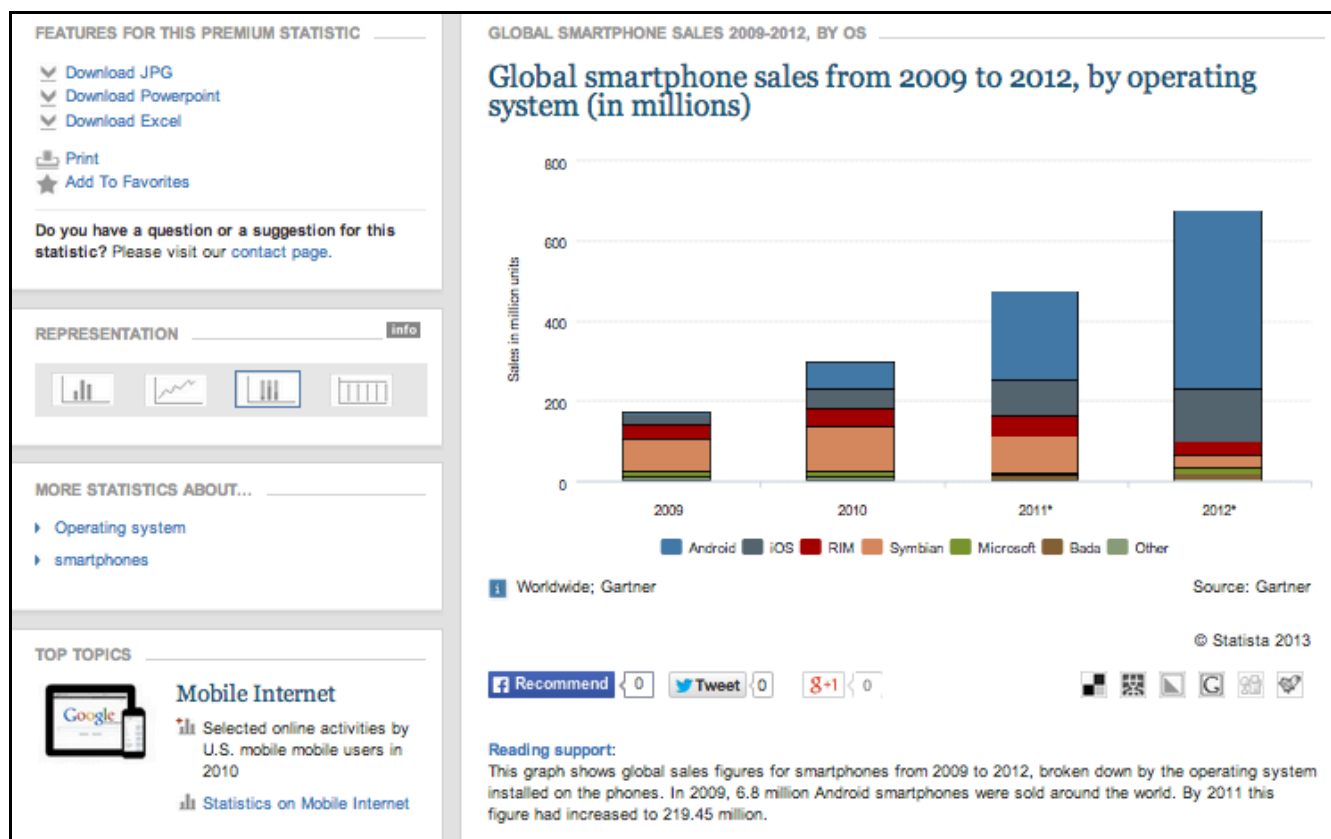 FEATURES FOR THIS PREMIUM STATISTIC
Download JPG
Download Powerpoint
Download Excel
Print
Add To Favorites
Do you have a question or a suggestion for this
statistic? Please visit our contact page.
REPRESENTATION
info
MORE STATISTICS ABOUT...
Operating system
smartphones
TOP TOPICS
Google
Mobile Internet
Selected online activities by
U.S. mobile mobile users in
2010
Statistics on Mobile Internet
GLOBAL SMARTPHONE SALES 2009-2012, BY OS
Global smartphone sales from 2009 to 2012, by operating
system (in millions)
Sales in million units
800
600
400
200
0
2009 2010 2011* 2012*
Android iOS RIM Symbian Microsoft Bada Other
i Worldwide; Gartner Source: Gartner
© Statista 2013
Recommend 0 Tweet 0 g+1 0
Reading support:
This graph shows global sales figures for smartphones from 2009 to 2012, broken down by the operating system
installed on the phones. In 2009, 6.8 million Android smartphones were sold around the world. By 2011 this
figure had increased to 219.45 million.